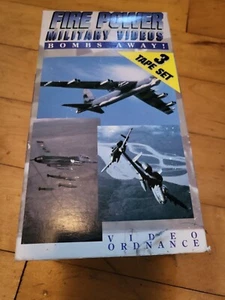 FIRE POWER
MILITARY VIDEOS
BOMBS AWAY!
3
TAPE SET
VIDEO
ORDNANCE